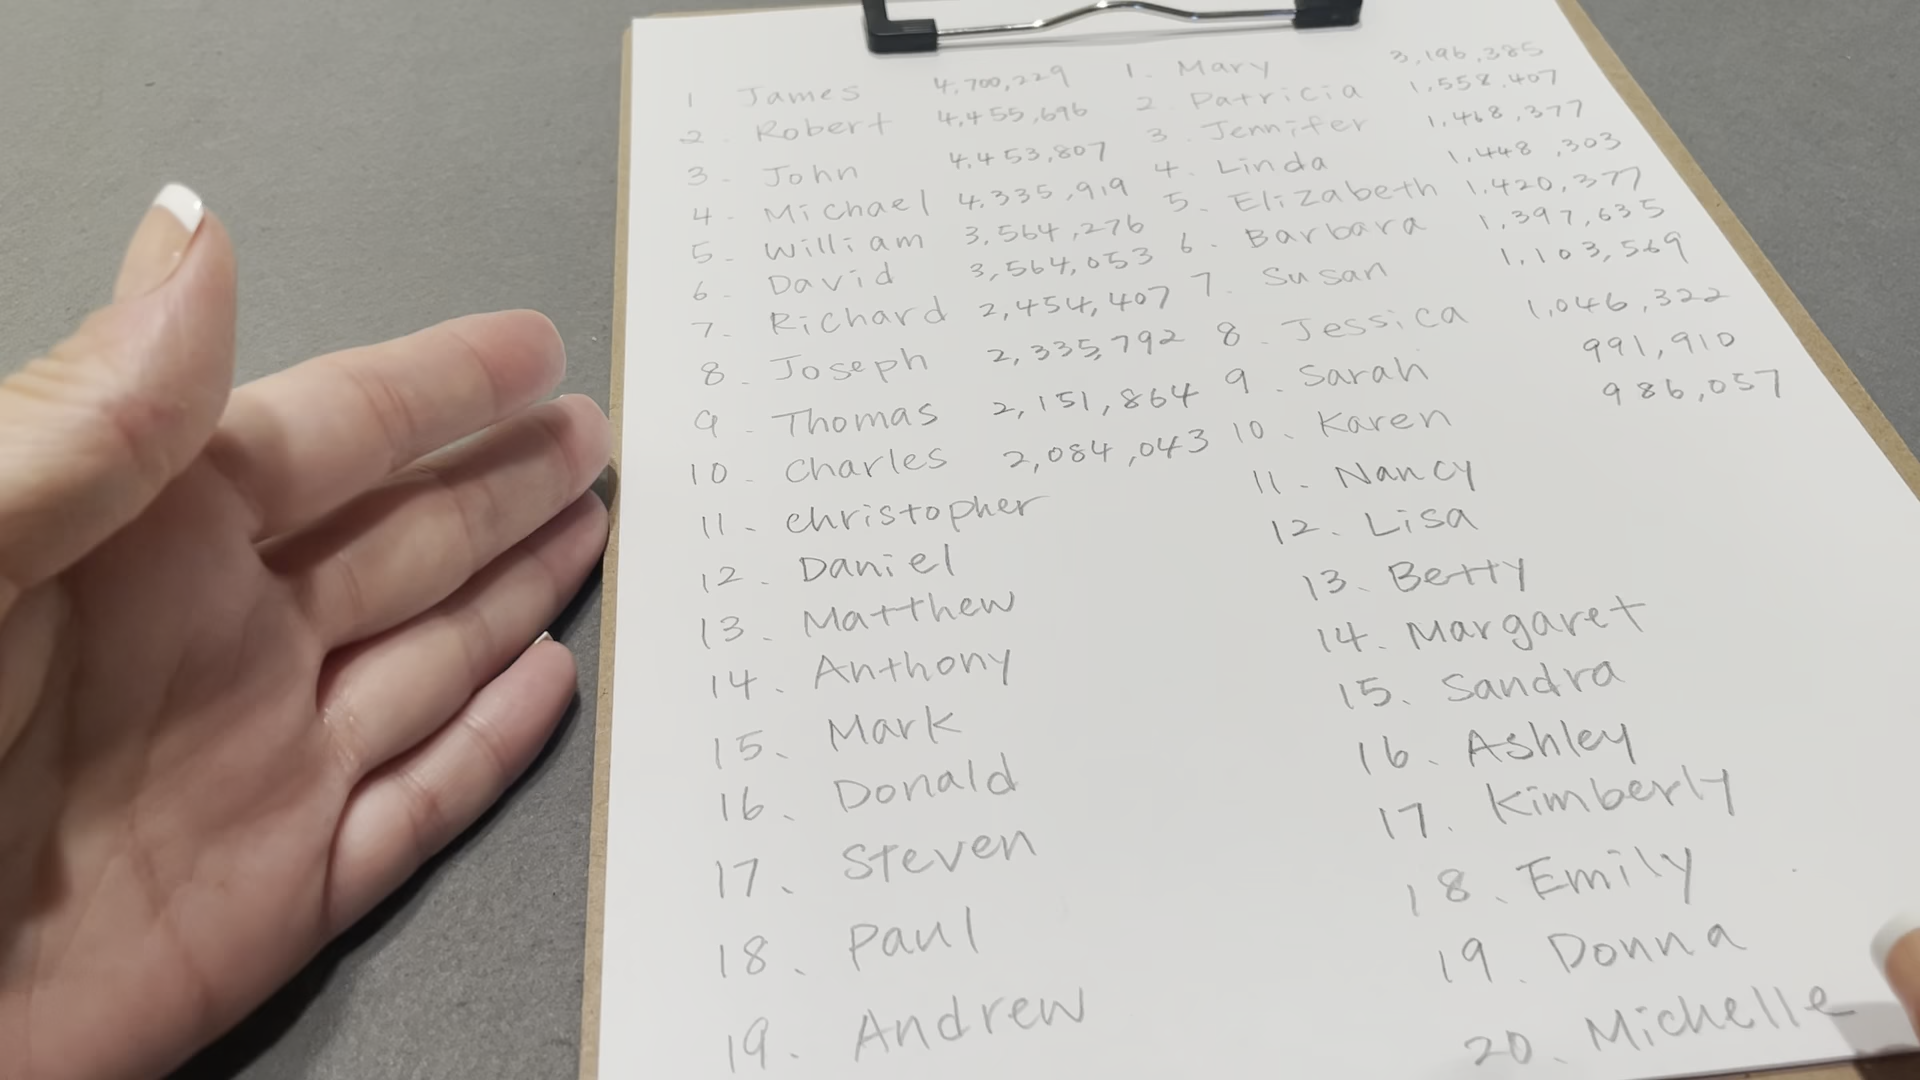 1 James 4,700,229 1. Mary 3,196,385
2. Robert 4,455,696 2. Patricia 1,558,407
3. John 4,453,807 3. Jennifer 1,468,377
4. Michael 4,335,919 4. Linda 1,448,303
5. William 3,564,276 5. Elizabeth 1,420,377
6. David 3,564,053 6. Barbara 1,397,635
7. Richard 2,454,407 7. Susan 1,103,569
8. Joseph 2,335,792 8. Jessica 1,046,322
9. Thomas 2,151,864 9. Sarah 991,910
10. Charles 2,084,043 10. Karen 986,057
11. Christopher 11. Nancy
12. Daniel 12. Lisa
13. Matthew 13. Betty
14. Anthony 14. Margaret
15. Mark 15. Sandra
16. Donald 16. Ashley
17. Steven 17. Kimberly
18. Paul 18. Emily
19. Andrew 19. Donna
20. Michelle